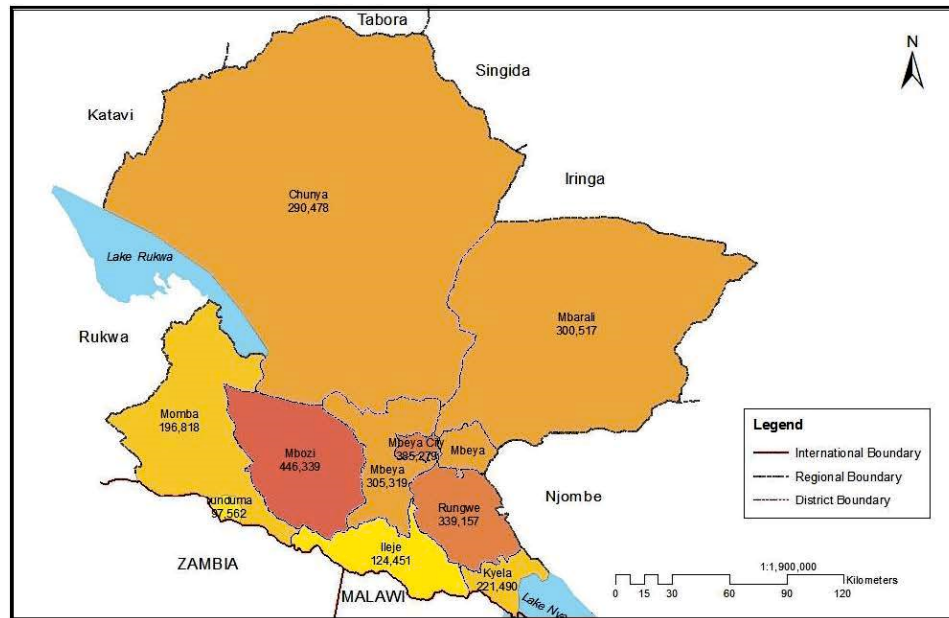 Tabora
N
Singida
Katavi
Iringa
Chunya
290,478
Lake Rukwa
Mbarali
300,517
Rukwa
Momba
196,818
Mbozi
446,339
Mbeya City
385,279
Mbeya
Mbeya
305,319
Rungwe
339,157
Njombe
97,562
Ileje
124,451
Kyela
221,490
ZAMBIA
MALAWI
Lake
Legend
International Boundary
Regional Boundary
District Boundary
1:1,900,000
Kilometers
0 15 30 60 90 120